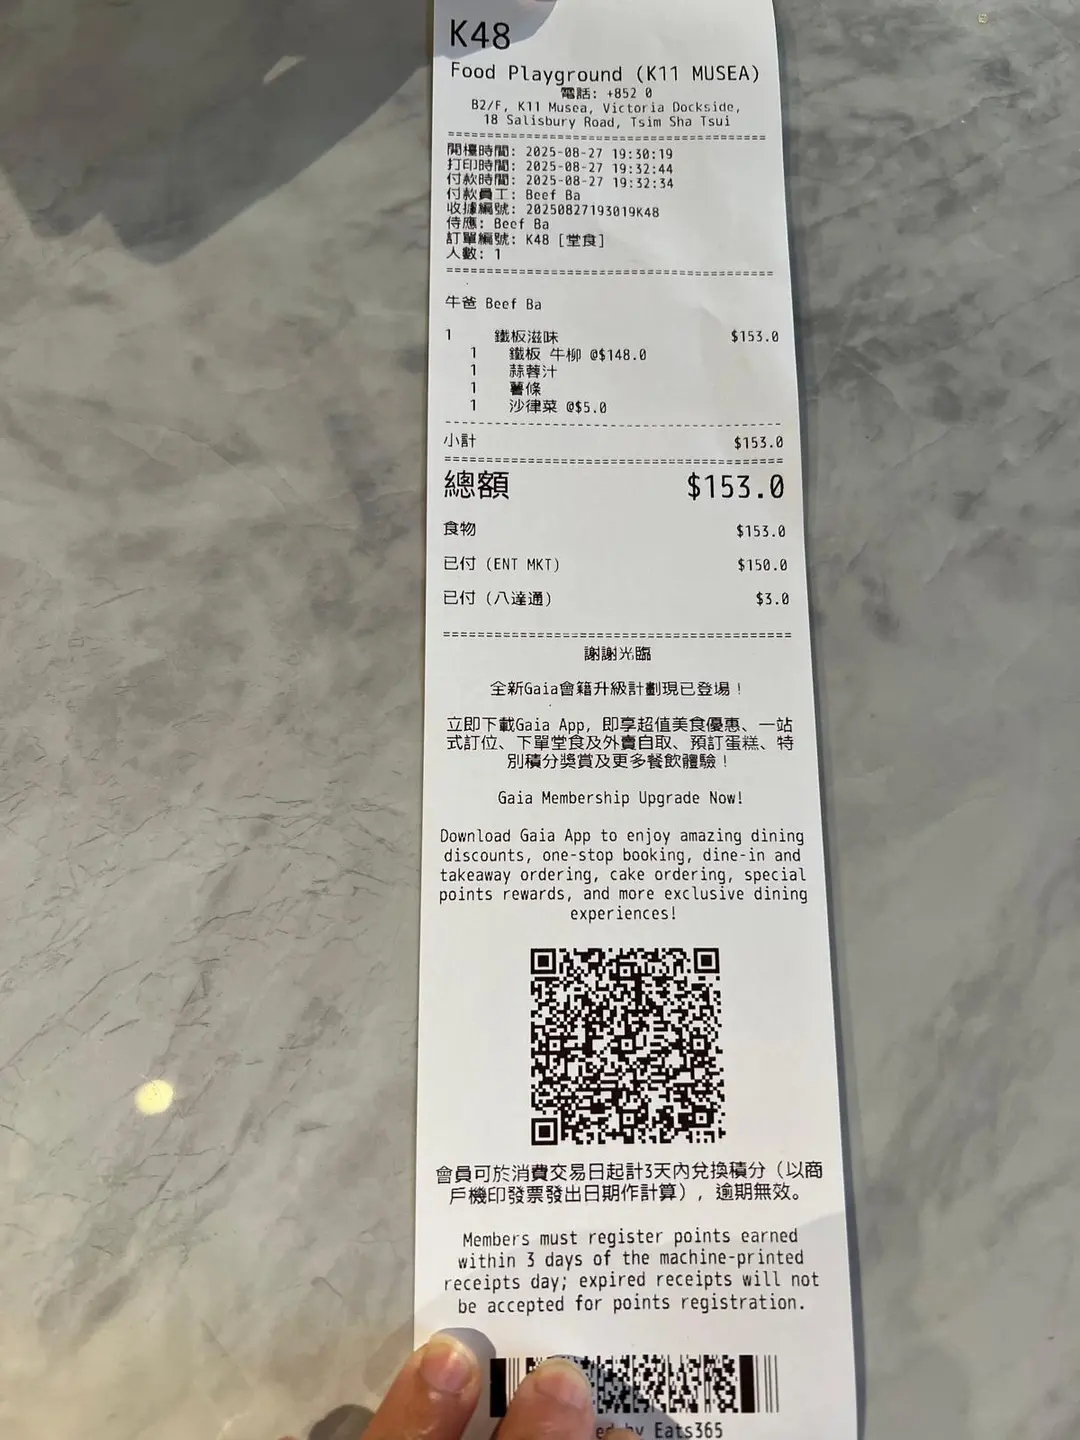 K48
Food Playground (K11 MUSEA)
電話: +852 0
B2/F, K11 Musea, Victoria Dockside,
18 Salisbury Road, Tsim Sha Tsui
開檯時間: 2025-08-27 19:30:19
打印時間: 2025-08-27 19:32:44
付款時間: 2025-08-27 19:32:34
付款員工: Beef Ba
收據編號: 20250827193019K48
侍應: Beef Ba
訂單編號: K48 [堂食]
人數: 1
牛爸 Beef Ba
1 鐵板滋味 $153.0
1 鐵板 牛柳 @$148.0
1 蒜蓉汁
1 薯條
1 沙律菜 @$5.0
小計 $153.0
總額 $153.0
食物 $153.0
已付 (ENT MKT) $150.0
已付 (八達通) $3.0
謝謝光臨
全新Gaia會籍升級計劃現已登場！
立即下載Gaia App, 即享超值美食優惠、一站
式訂位、下單堂食及外賣自取、預訂蛋糕、特
別積分獎賞及更多餐飲體驗！
Gaia Membership Upgrade Now!
Download Gaia App to enjoy amazing dining
discounts, one-stop booking, dine-in and
takeaway ordering, cake ordering, special
points rewards, and more exclusive dining
experiences!
會員可於消費交易日起計3天內兌換積分（以商
戶機印發票發出日期作計算）, 逾期無效。
Members must register points earned
within 3 days of the machine-printed
receipts day; expired receipts will not
be accepted for points registration.
by Eats365